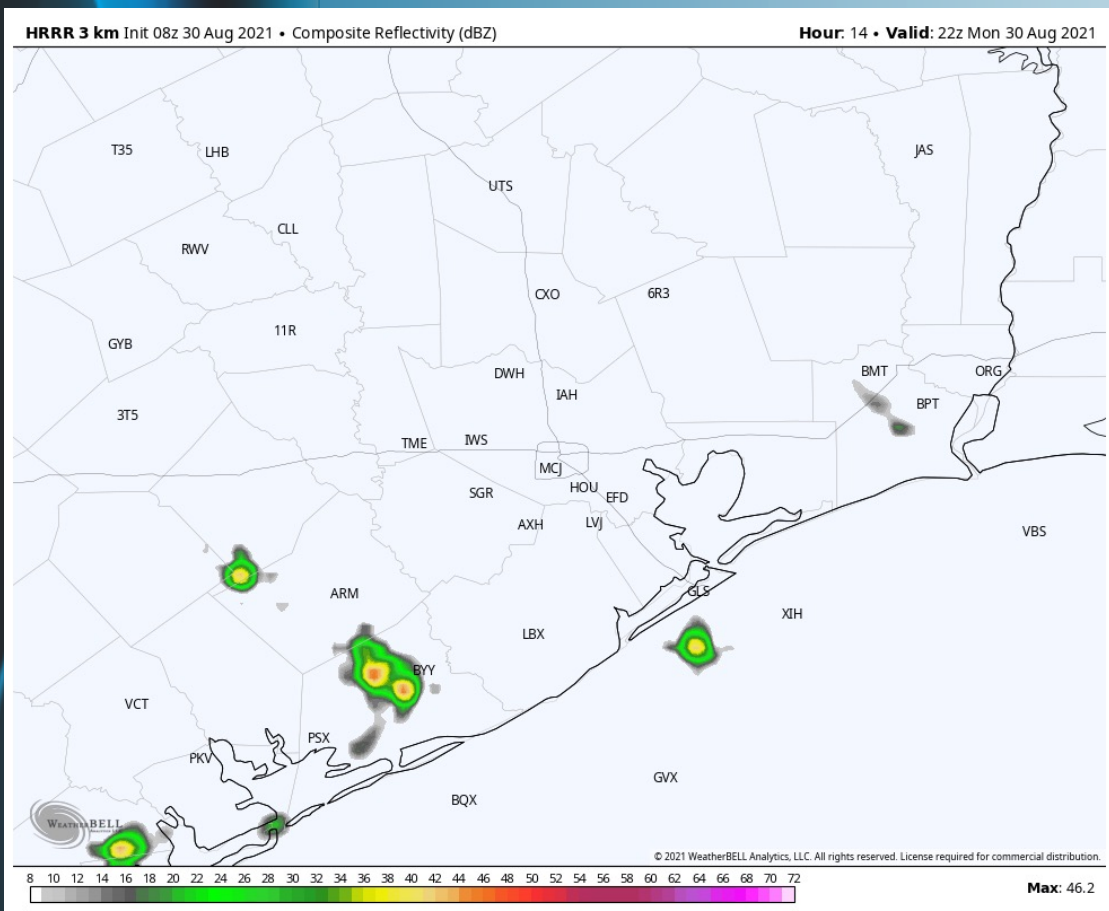 HRRR 3 km Init 08z 30 Aug 2021 • Composite Reflectivity (dBZ) Hour: 14 • Valid: 22z Mon 30 Aug 2021
T35 LHB JAS
UTS
CLL
RWV
CXO 6R3
11R
GYB
DWH BMT ORG
IAH
3T5 BPT
TME IWS
MCJ
SGR HOU EFD
AXH LVJ VBS
ARM GLS
XIH
LBX
BYY
VCT
PSX
PKV
GVX
BQX
WEATHERBELL
© 2021 WeatherBELL Analytics, LLC. All rights reserved. License required for commercial distribution.
8 10 12 14 16 18 20 22 24 26 28 30 32 34 36 38 40 42 44 46 48 50 52 54 56 58 60 62 64 66 68 70 72 Max: 46.2